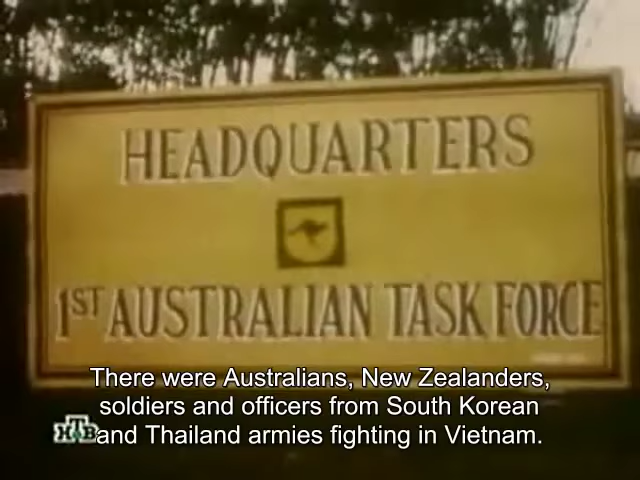 HEADQUARTERS
1ST AUSTRALIAN TASK FORCE
There were Australians, New Zealanders,
soldiers and officers from South Korean
and Thailand armies fighting in Vietnam.
НТВ